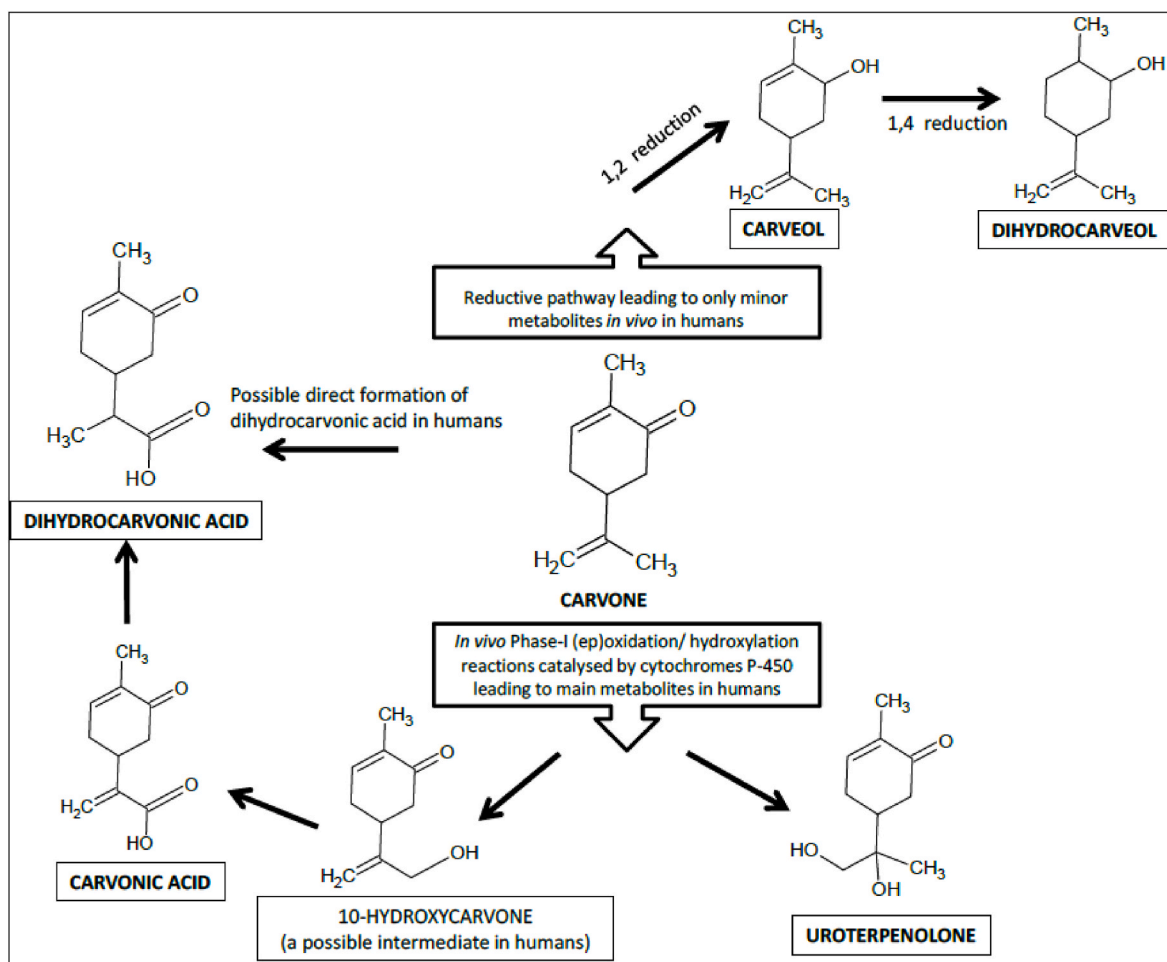 CH₃
OH
CARVEOL
1,2 reduction
H₂C
CH₃
1,4 reduction
CH₃
OH
H₂C
CH₃
DIHYDROCARVEOL
Reductive pathway leading to only minor
metabolites in vivo in humans
CH₃
O
H₃C
O
HO
DIHYDROCARVONIC ACID
Possible direct formation of
dihydrocarvonic acid in humans
CH₃
O
H₂C
CH₃
CARVONE
In vivo Phase-I (ep)oxidation/ hydroxylation
reactions catalysed by cytochromes P-450
leading to main metabolites in humans
CH₃
O
H₂C
O
HO
CARVONIC ACID
CH₃
O
OH
H₂C
10-HYDROXYCARVONE
(a possible intermediate in humans)
CH₃
O
HO
CH₃
OH
UROTERPENOLONE